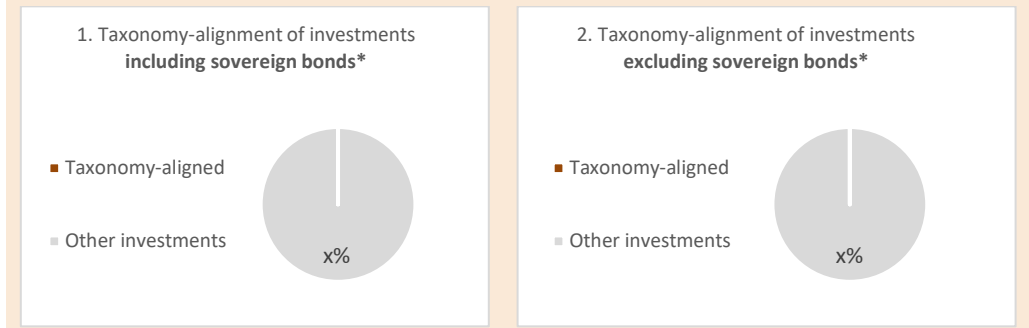 1. Taxonomy-alignment of investments
including sovereign bonds*
Taxonomy-aligned
Other investments
x%
2. Taxonomy-alignment of investments
excluding sovereign bonds*
Taxonomy-aligned
Other investments
x%